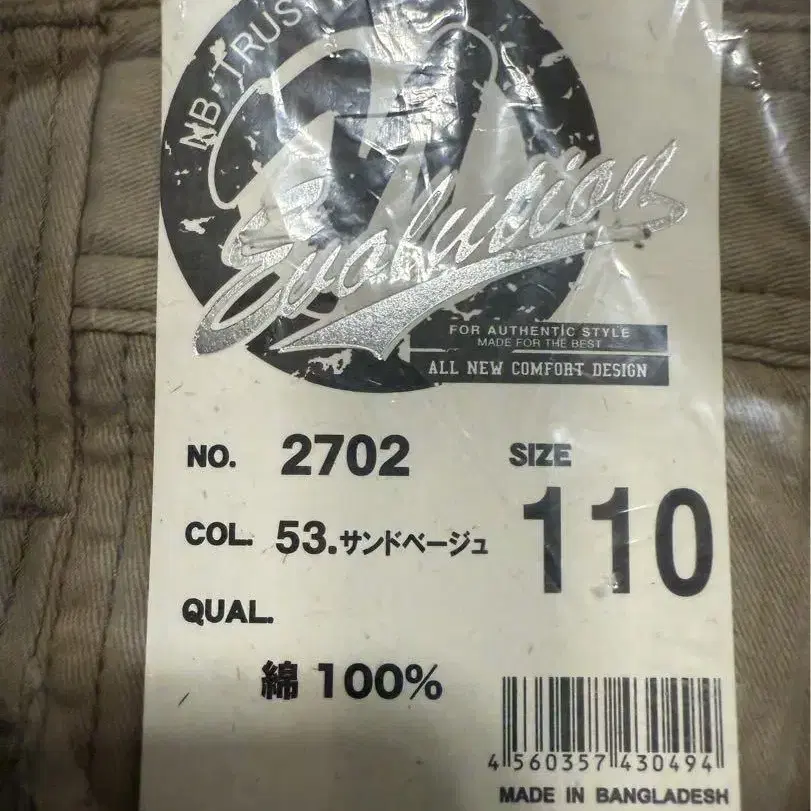 NB TRUST
Evolution
FOR AUTHENTIC STYLE
MADE FOR THE BEST
ALL NEW COMFORT DESIGN
NO. 2702
SIZE
110
COL. 53.サンドベージュ
QUAL.
綿 100%
4 560357 430494
MADE IN BANGLADESH